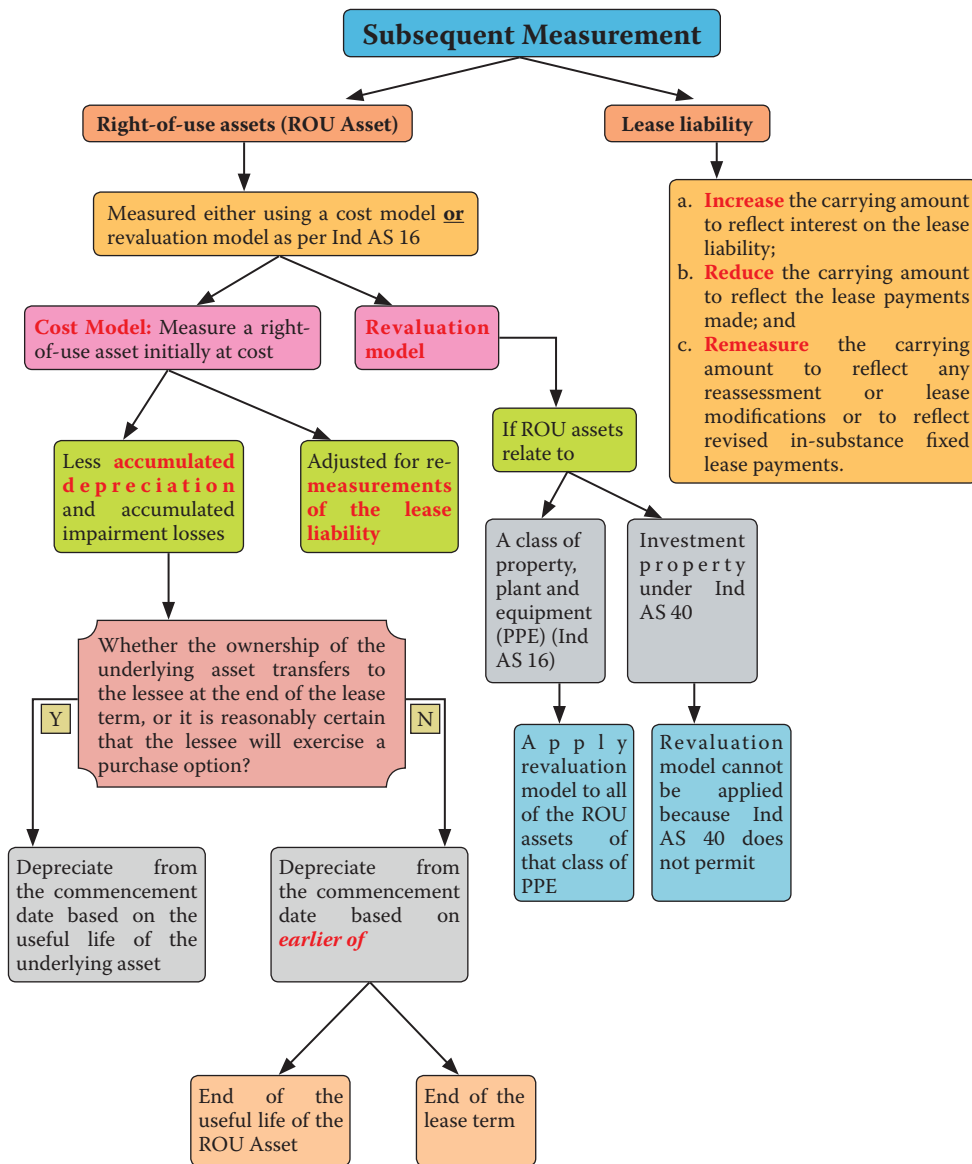 Subsequent Measurement
Right-of-use assets (ROU Asset)
Lease liability
Measured either using a cost model or
revaluation model as per Ind AS 16
a. Increase the carrying amount
to reflect interest on the lease
liability;
b. Reduce the carrying amount
to reflect the lease payments
made; and
c. Remeasure the carrying
amount to reflect any
reassessment or lease
modifications or to reflect
revised in-substance fixed
lease payments.
Cost Model: Measure a right-
of-use asset initially at cost
Revaluation
model
Less accumulated
depreciation
and accumulated
impairment losses
Adjusted for re-
measurements
of the lease
liability
If ROU assets
relate to
A class of
property,
plant and
equipment
(PPE) (Ind
AS 16)
Investment
property
under Ind
AS 40
Whether the ownership of the
underlying asset transfers to
the lessee at the end of the lease
term, or it is reasonably certain
that the lessee will exercise a
purchase option?
Y
N
Apply
revaluation
model to all
of the ROU
assets of
that class of
PPE
Revaluation
model cannot
be applied
because Ind
AS 40 does
not permit
Depreciate from
the commencement
date based on the
useful life of the
underlying asset
Depreciate from
the commencement
date based on
earlier of
End of the
useful life of the
ROU Asset
End of the
lease term